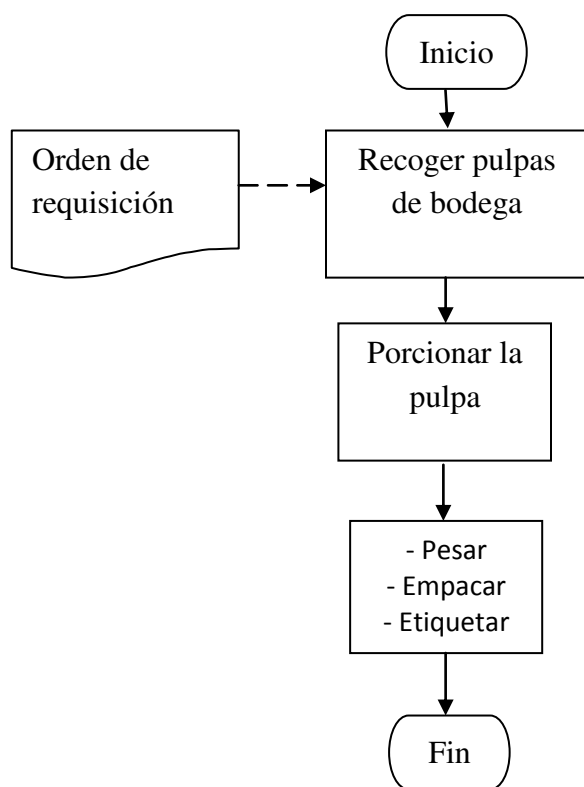 Inicio
Orden de
requisición
Recoger pulpas
de bodega
Porcionar la
pulpa
- Pesar
- Empacar
- Etiquetar
Fin